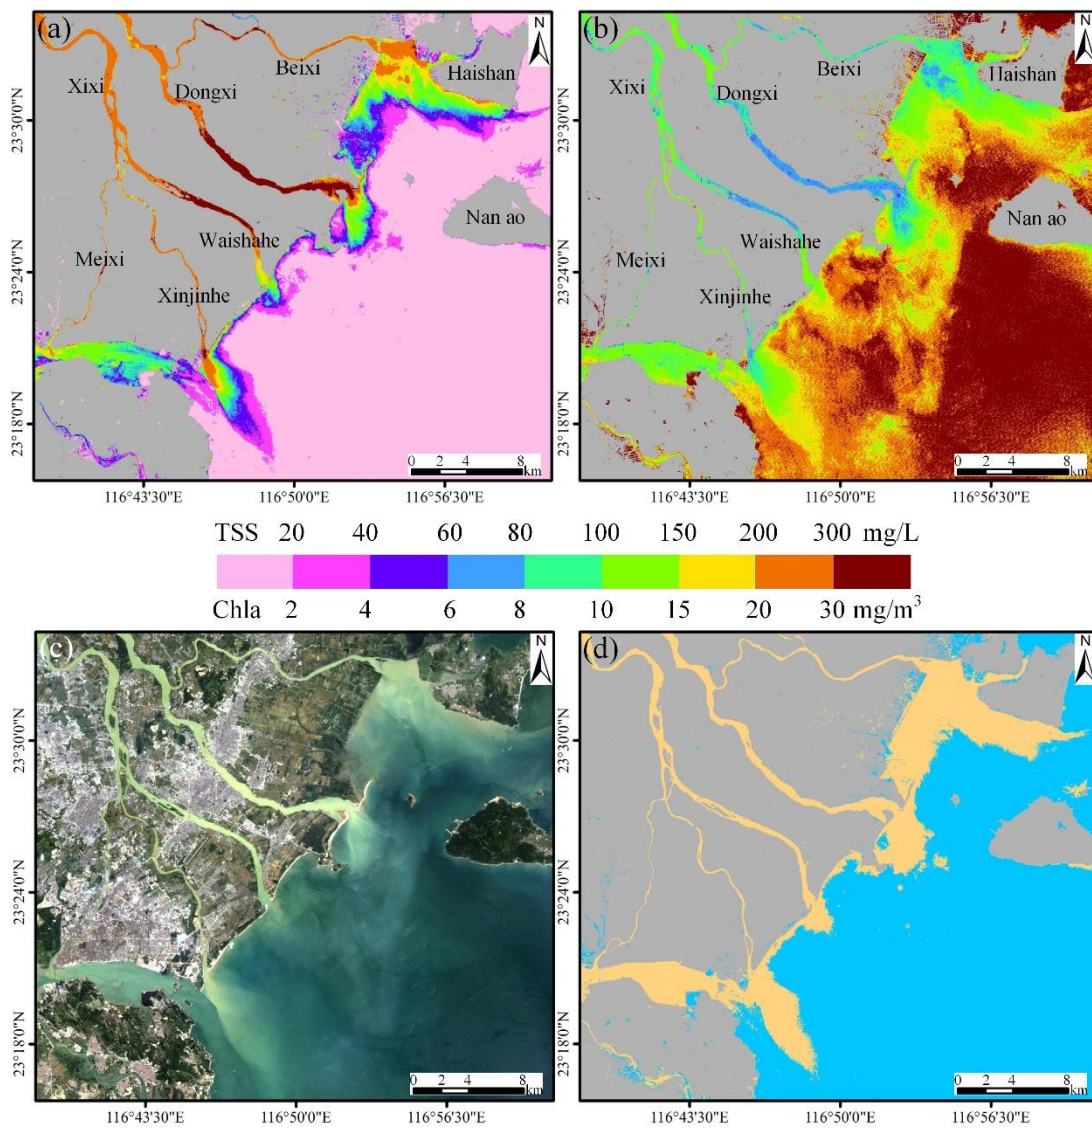 (a)
N
Beixi
Haishan
Xixi
Dongxi
Nan ao
Waishahe
Meixi
Xinjinhe
23°30'0"N
23°24'0"N
23°18'0"N
0 2 4 8
km
116°43'30"E 116°50'0"E 116°56'30"E
(b)
N
Beixi
Haishan
Xixi
Dongxi
Nan ao
Waishahe
Meixi
Xinjinhe
23°30'0"N
23°24'0"N
23°18'0"N
0 2 4 8
km
116°43'30"E 116°50'0"E 116°56'30"E
TSS 20 40 60 80 100 150 200 300 mg/L
Chla 2 4 6 8 10 15 20 30 mg/m³
(c)
N
23°30'0"N
23°24'0"N
23°18'0"N
0 2 4 8
km
116°43'30"E 116°50'0"E 116°56'30"E
(d)
N
23°30'0"N
23°24'0"N
23°18'0"N
0 2 4 8
km
116°43'30"E 116°50'0"E 116°56'30"E